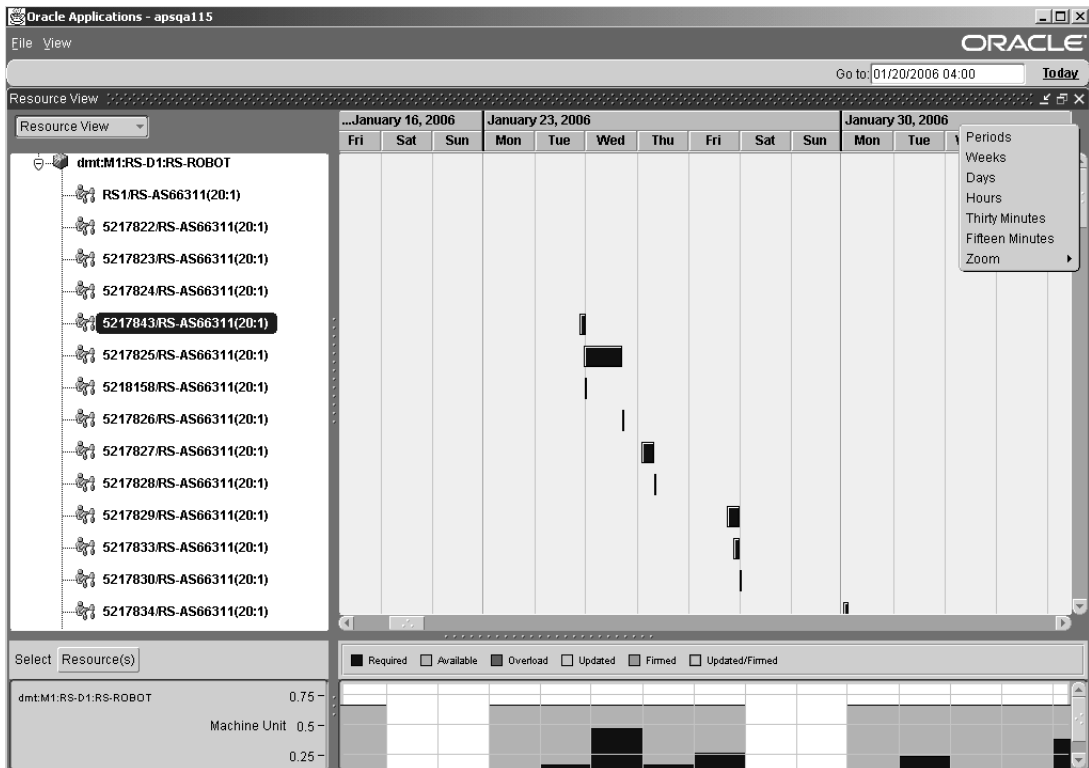 Oracle Applications - apsqa115
File View
ORACLE
Go to: 01/20/2006 04:00 Today
Resource View
Resource View
...January 16, 2006 January 23, 2006 January 30, 2006
Fri Sat Sun Mon Tue Wed Thu Fri Sat Sun Mon Tue
Periods
Weeks
Days
Hours
Thirty Minutes
Fifteen Minutes
Zoom
dmt:M1:RS-D1:RS-ROBOT
RS1/RS-AS66311(20:1)
5217822/RS-AS66311(20:1)
5217823/RS-AS66311(20:1)
5217824/RS-AS66311(20:1)
5217843/RS-AS66311(20:1)
5217825/RS-AS66311(20:1)
5218158/RS-AS66311(20:1)
5217826/RS-AS66311(20:1)
5217827/RS-AS66311(20:1)
5217828/RS-AS66311(20:1)
5217829/RS-AS66311(20:1)
5217833/RS-AS66311(20:1)
5217830/RS-AS66311(20:1)
5217834/RS-AS66311(20:1)
Select Resource(s)
Required Available Overload Updated Firmed Updated/Firmed
dmt:M1:RS-D1:RS-ROBOT 0.75
Machine Unit 0.5
0.25